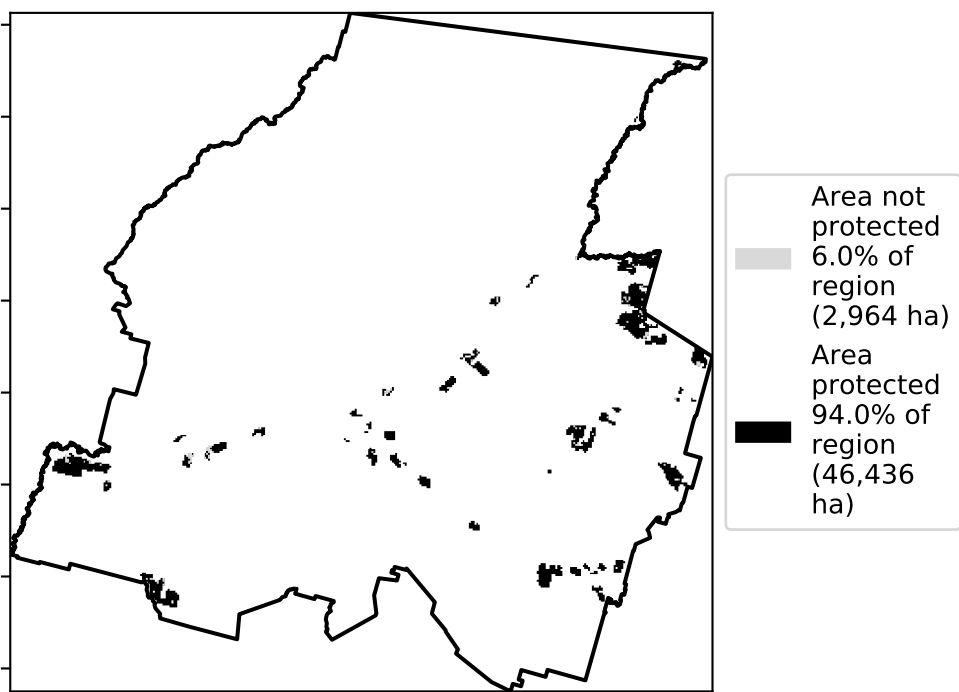 Area not
protected
6.0% of
region
(2,964 ha)
Area
protected
94.0% of
region
(46,436
ha)